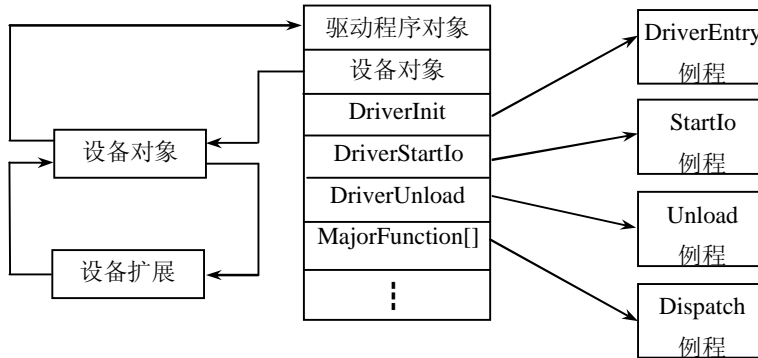 驱动程序对象
设备对象
DriverInit
DriverStartIo
DriverUnload
MajorFunction[]
设备对象
设备扩展
DriverEntry
例程
StartIo
例程
Unload
例程
Dispatch
例程